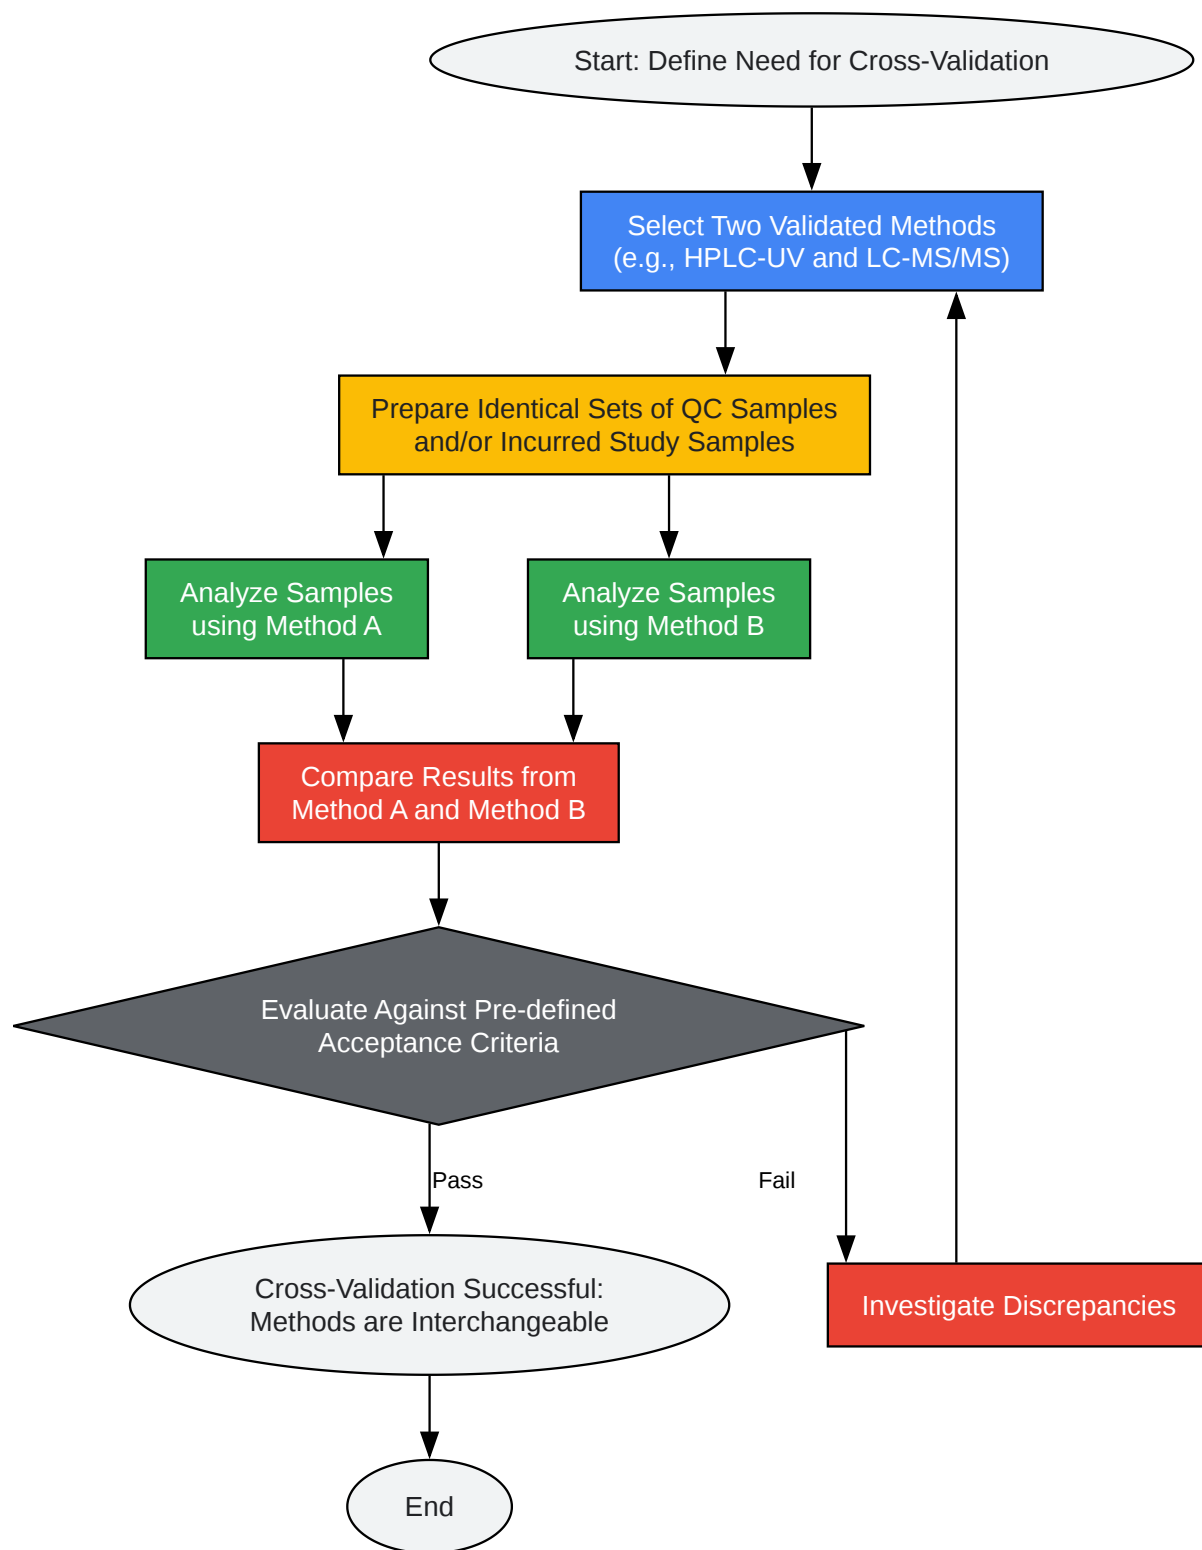 Start: Define Need for Cross-Validation
Select Two Validated Methods
(e.g., HPLC-UV and LC-MS/MS)
Prepare Identical Sets of QC Samples
and/or Incurred Study Samples
Analyze Samples
using Method A
Analyze Samples
using Method B
Compare Results from
Method A and Method B
Evaluate Against Pre-defined
Acceptance Criteria
Pass
Fail
Cross-Validation Successful:
Methods are Interchangeable
Investigate Discrepancies
End